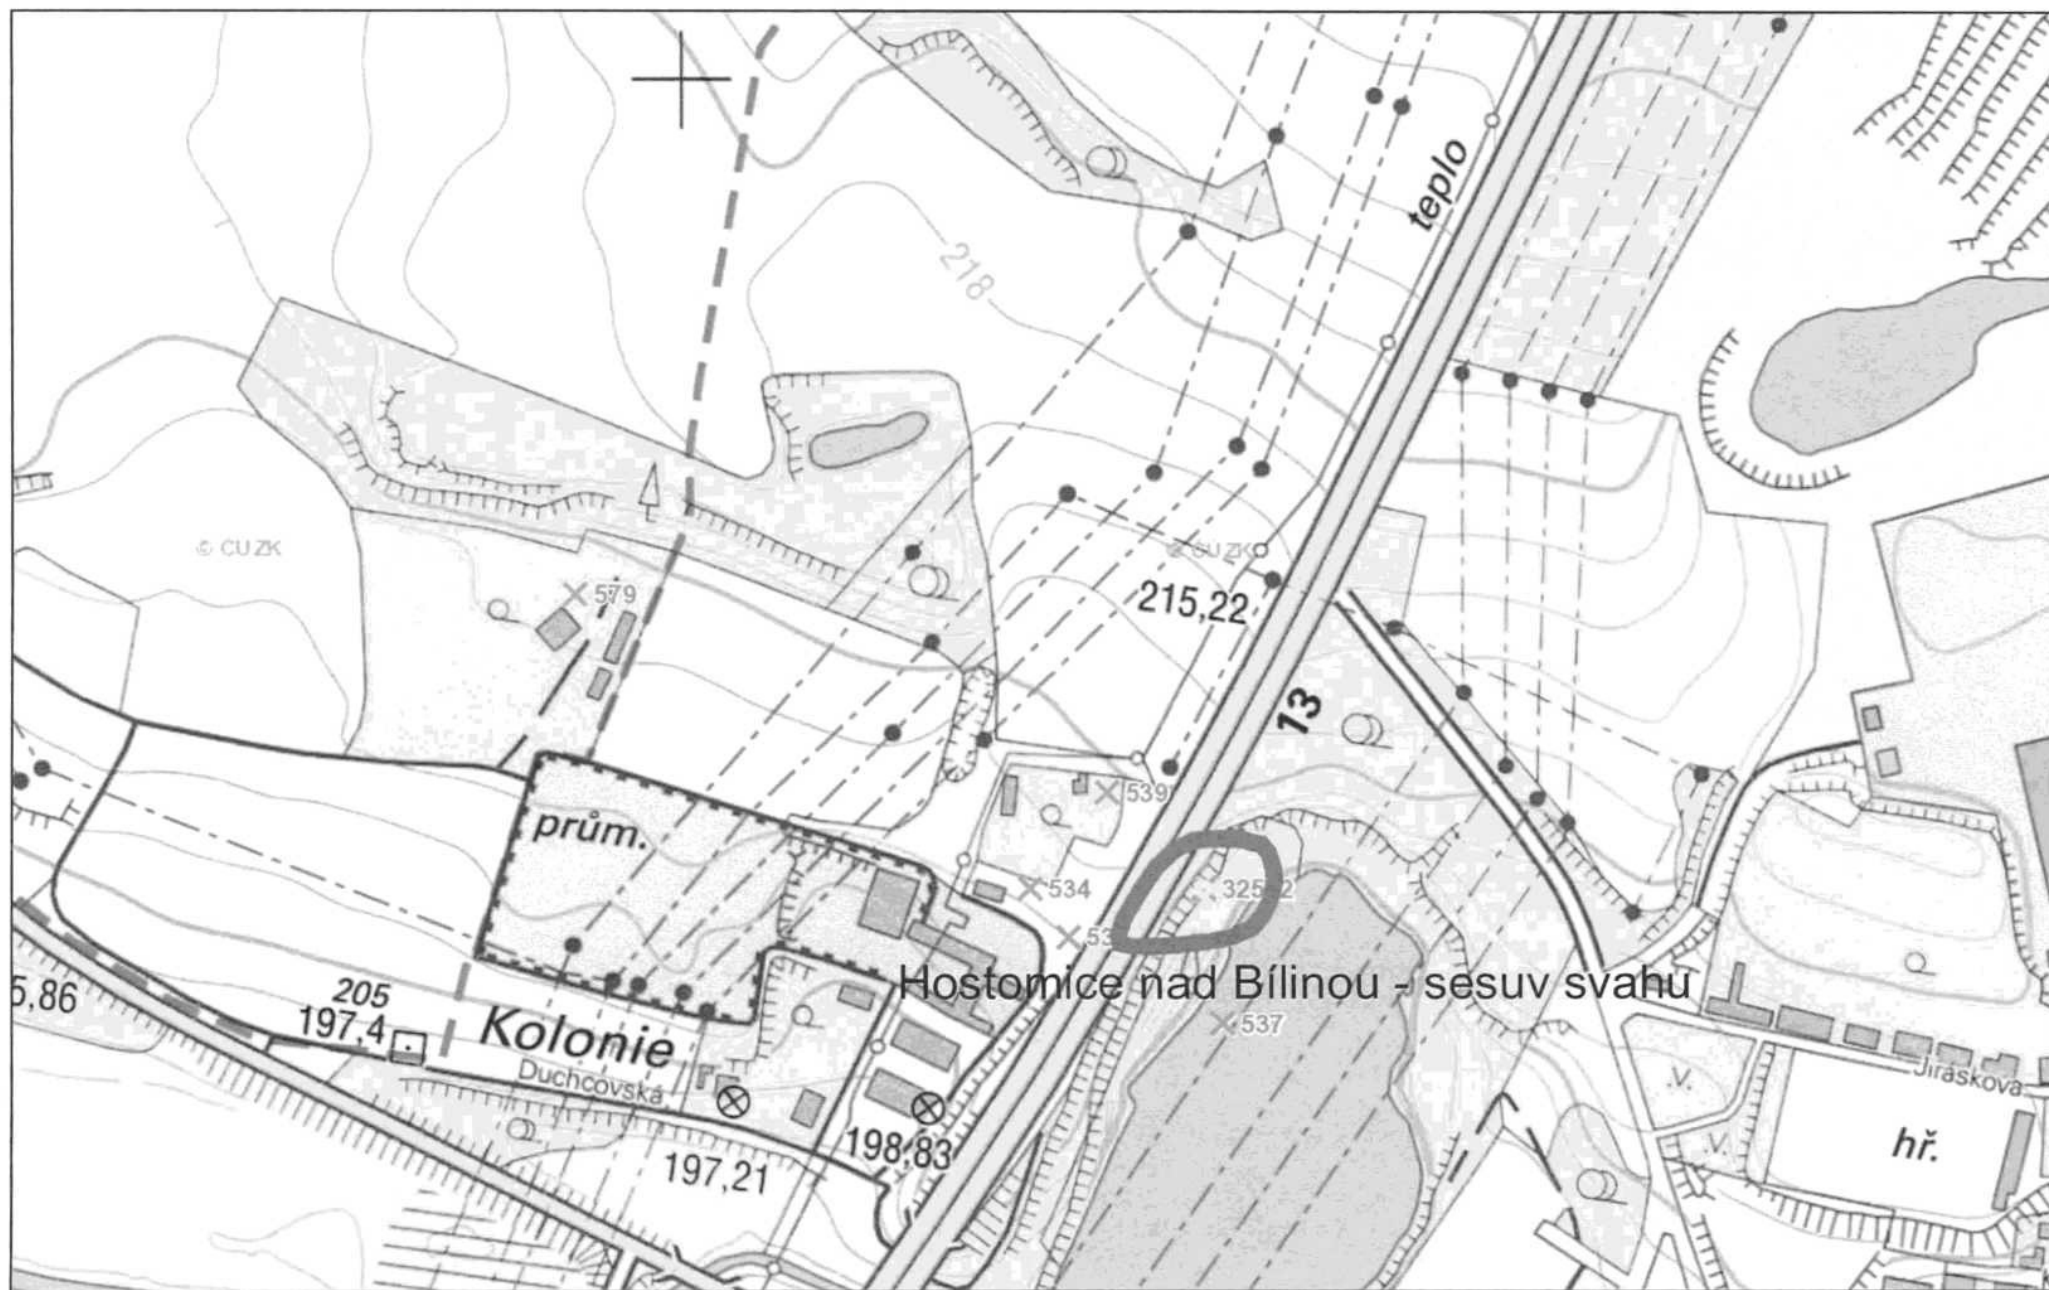 teplo
218
© ČÚZK
© ČÚZK
579
215,22
13
539
prům.
534
325 2
53
Hostomice nad Bílinou - sesuv svahu
5,86
205
197,4
Kolonie
537
Duchcovská
Jiráskova
v.
v.
198,83
hř.
197,21